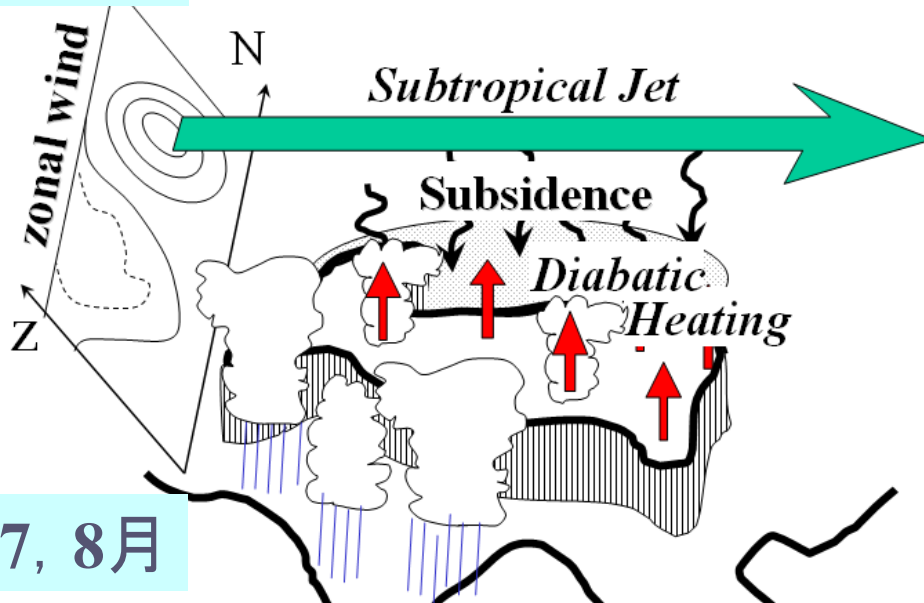 zonal wind
N
Subtropical Jet
Subsidence
Diabatic
Heating
Z
7, 8月